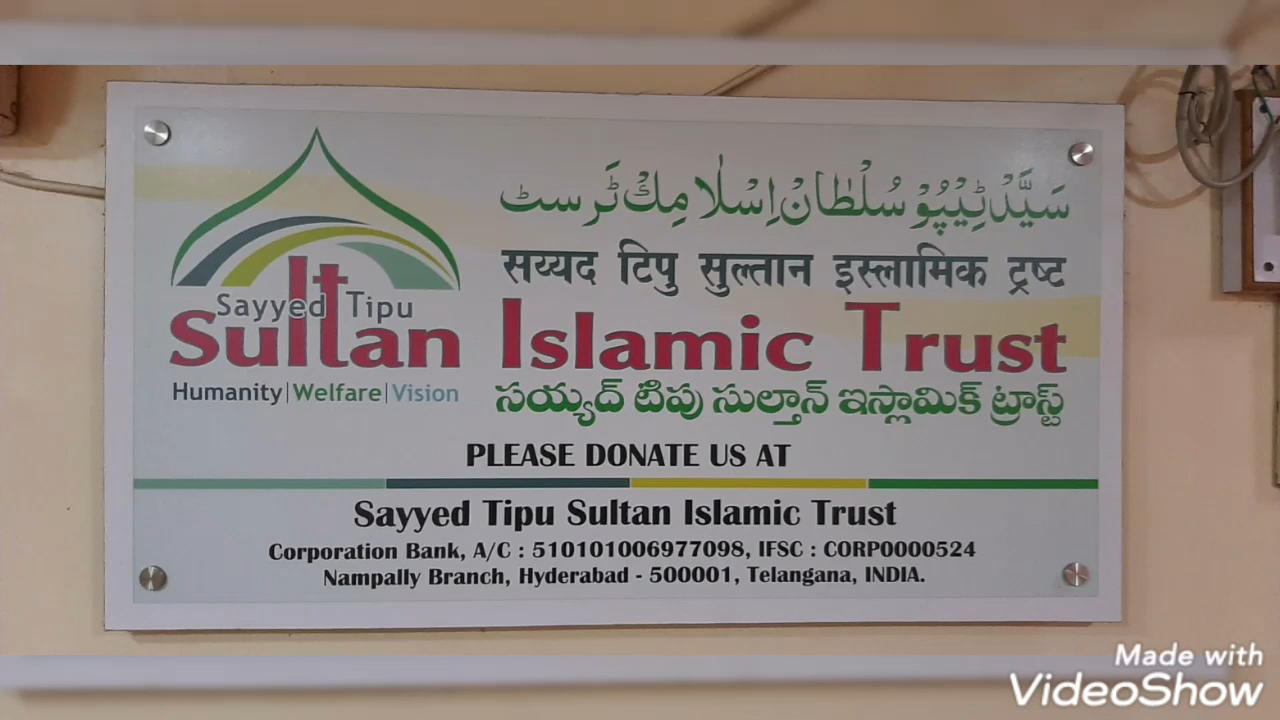 سَیَّدْ ٹِیْپُوْ سُلْطَانْ اِسْلَامِکْ ٹَرسٹ
सय्यद टिपु सुल्तान इस्लामिक ट्रष्ट
Sayyed Tipu
Sultan Islamic Trust
Humanity|Welfare|Vision
సయ్యద్ టిపు సుల్తాన్ ఇస్లామిక్ ట్రాస్ట్
PLEASE DONATE US AT
Sayyed Tipu Sultan Islamic Trust
Corporation Bank, A/C : 510101006977098, IFSC : CORP0000524
Nampally Branch, Hyderabad - 500001, Telangana, INDIA.
Made with
VideoShow